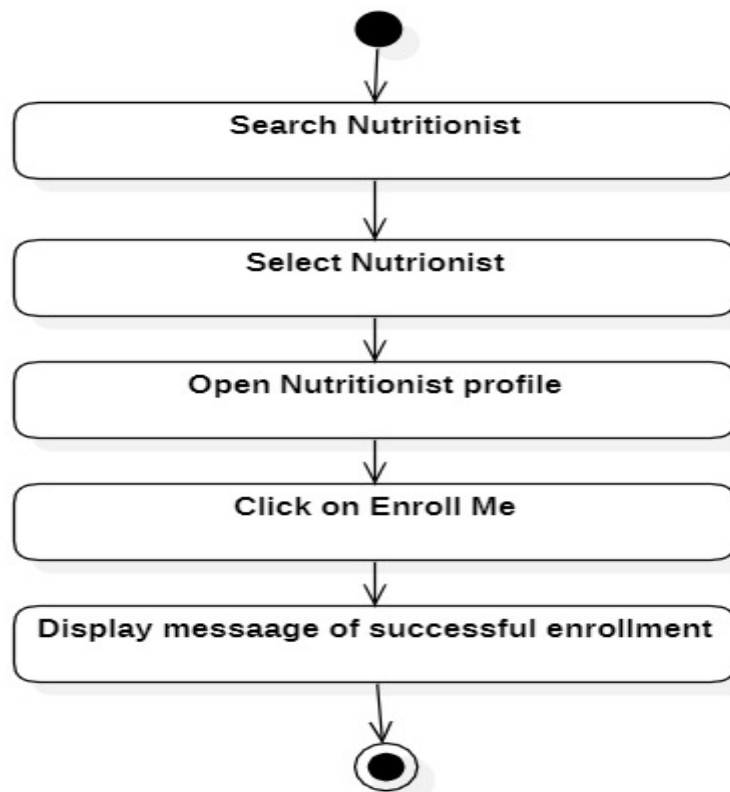 Search Nutritionist
Select Nutrionist
Open Nutritionist profile
Click on Enroll Me
Display messaage of successful enrollment